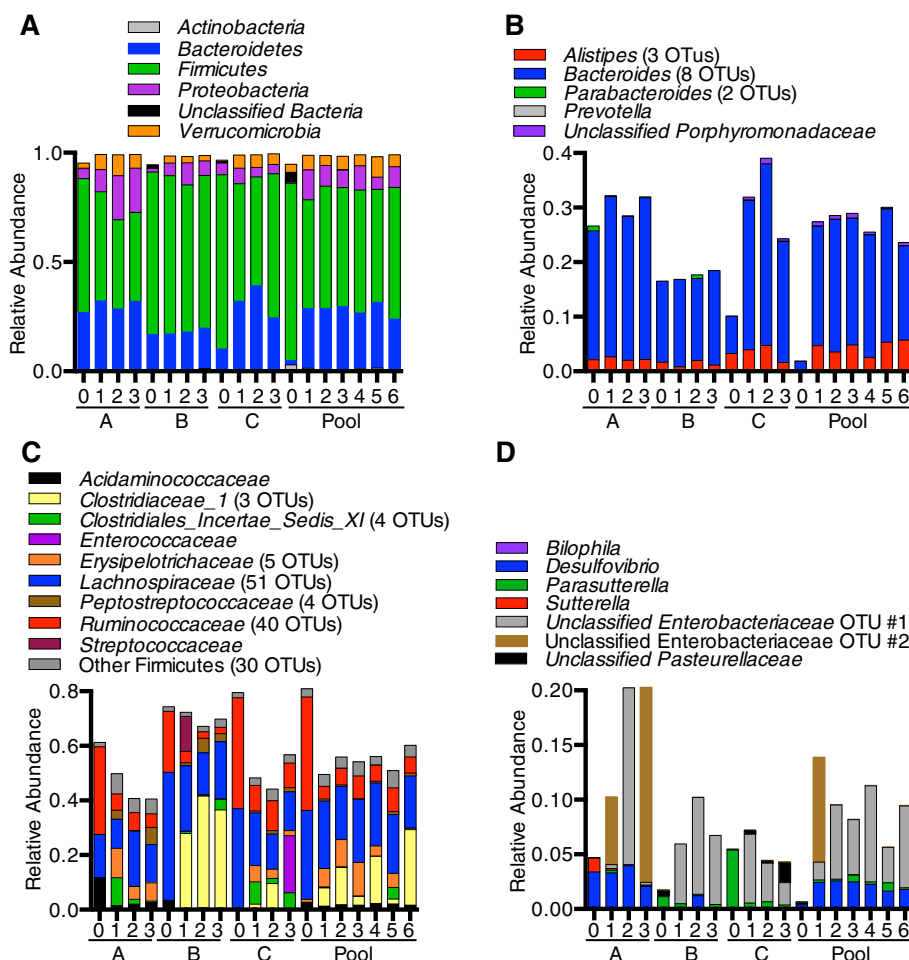 A
Actinobacteria
Bacteroidetes
Firmicutes
Proteobacteria
Unclassified Bacteria
Verrucomicrobia
Relative Abundance
1.0
0.5
0.0
0 1 2 3 0 1 2 3 0 1 2 3 0 1 2 3 4 5 6
A B C Pool
B
Alistipes (3 OTus)
Bacteroides (8 OTUs)
Parabacteroides (2 OTUs)
Prevotella
Unclassified Porphyromonadaceae
Relative Abundance
0.4
0.3
0.2
0.1
0.0
0 1 2 3 0 1 2 3 0 1 2 3 0 1 2 3 4 5 6
A B C Pool
C
Acidaminococcaceae
Clostridiaceae_1 (3 OTUs)
Clostridiales_Incertae_Sedis_XI (4 OTUs)
Enterococcaceae
Erysipelotrichaceae (5 OTUs)
Lachnospiraceae (51 OTUs)
Peptostreptococcaceae (4 OTUs)
Ruminococcaceae (40 OTUs)
Streptococcaceae
Other Firmicutes (30 OTUs)
Relative Abundance
0.8
0.6
0.4
0.2
0.0
0 1 2 3 0 1 2 3 0 1 2 3 0 1 2 3 4 5 6
A B C Pool
D
Bilophila
Desulfovibrio
Parasutterella
Sutterella
Unclassified Enterobacteriaceae OTU #1
Unclassified Enterobacteriaceae OTU #2
Unclassified Pasteurellaceae
Relative Abundance
0.20
0.15
0.10
0.05
0.00
0 1 2 3 0 1 2 3 0 1 2 3 0 1 2 3 4 5 6
A B C Pool